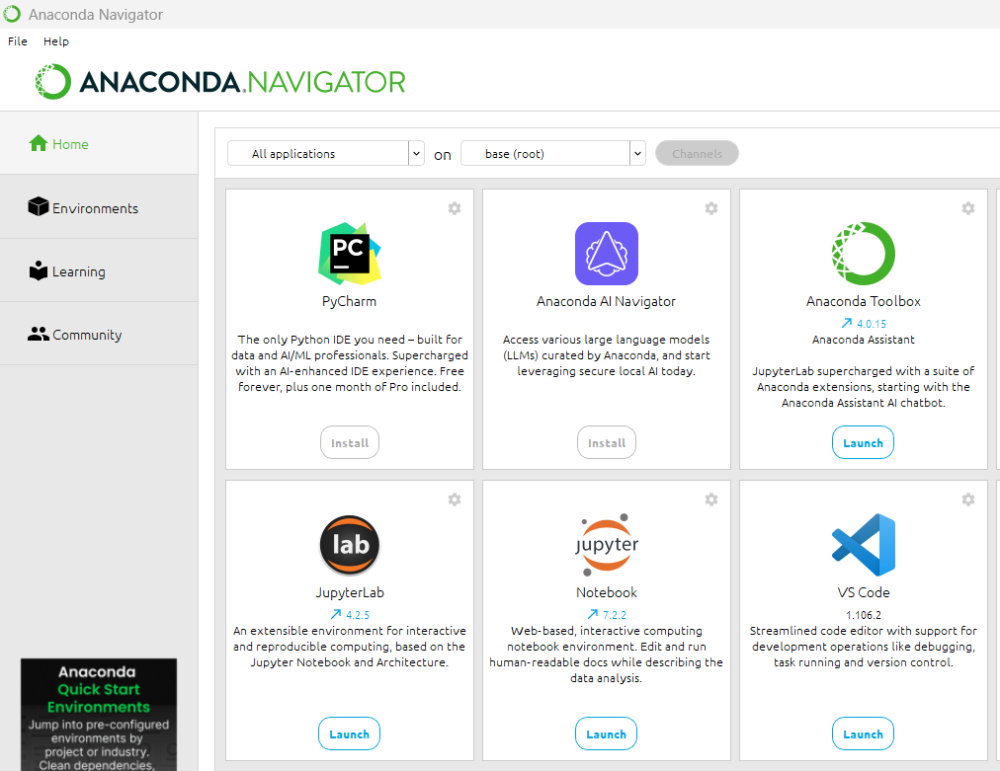 Anaconda Navigator
File Help
ANACONDA.NAVIGATOR
Home
Environments
Learning
Community
All applications on base (root) Channels
PC
PyCharm
The only Python IDE you need – built for
data and AI/ML professionals. Supercharged
with an AI-enhanced IDE experience. Free
forever, plus one month of Pro included.
Install
Anaconda AI Navigator
Access various large language models
(LLMs) curated by Anaconda, and start
leveraging secure local AI today.
Install
Anaconda Toolbox
4.0.15
Anaconda Assistant
JupyterLab supercharged with a suite of
Anaconda extensions, starting with the
Anaconda Assistant AI chatbot.
Launch
lab
JupyterLab
4.2.5
An extensible environment for interactive
and reproducible computing, based on the
Jupyter Notebook and Architecture.
Launch
jupyter
Notebook
7.2.2
Web-based, interactive computing
notebook environment. Edit and run
human-readable docs while describing the
data analysis.
Launch
VS Code
1.106.2
Streamlined code editor with support for
development operations like debugging,
task running and version control.
Launch
Anaconda
Quick Start
Environments
Jump into pre-configured
environments by
project or industry.
Clean dependencies,